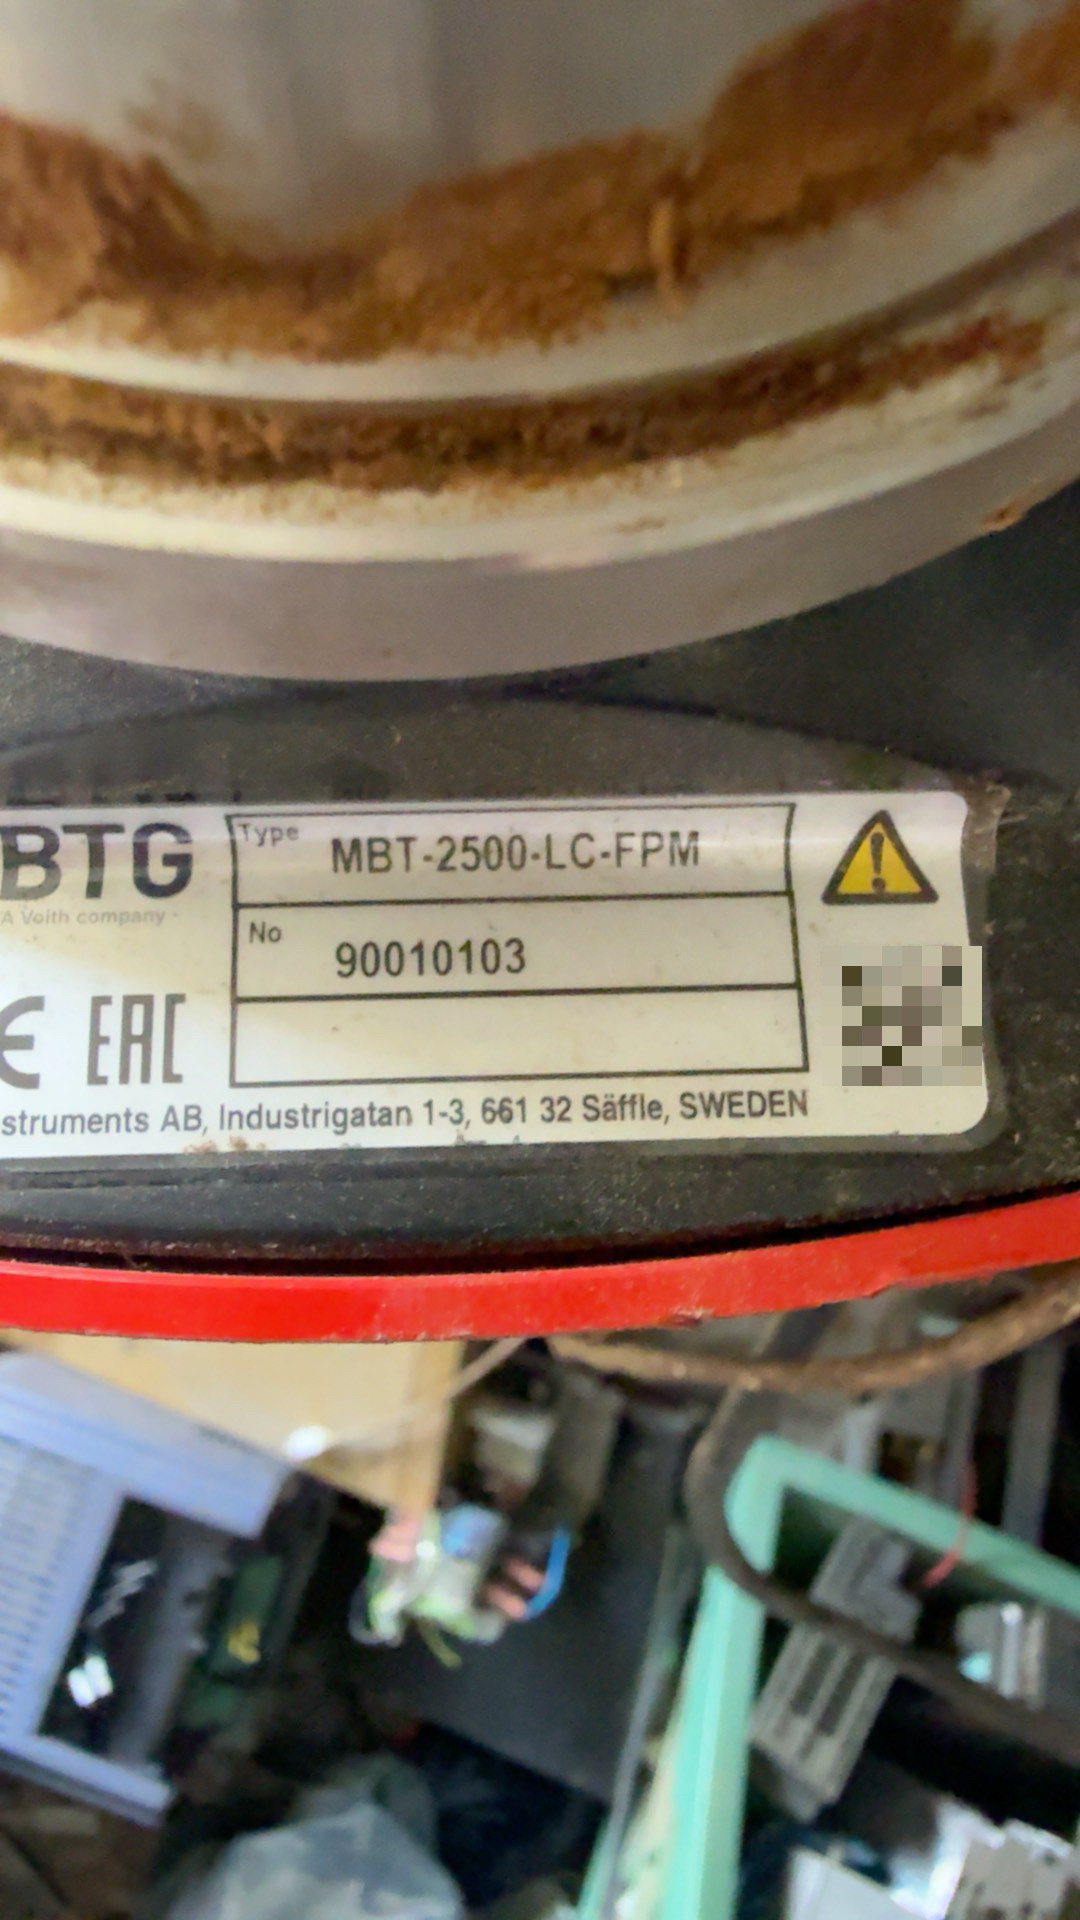 BTG
A Voith company
Type MBT-2500-LC-FPM
No 90010103
CE EAC
struments AB, Industrigatan 1-3, 661 32 Säffle, SWEDEN